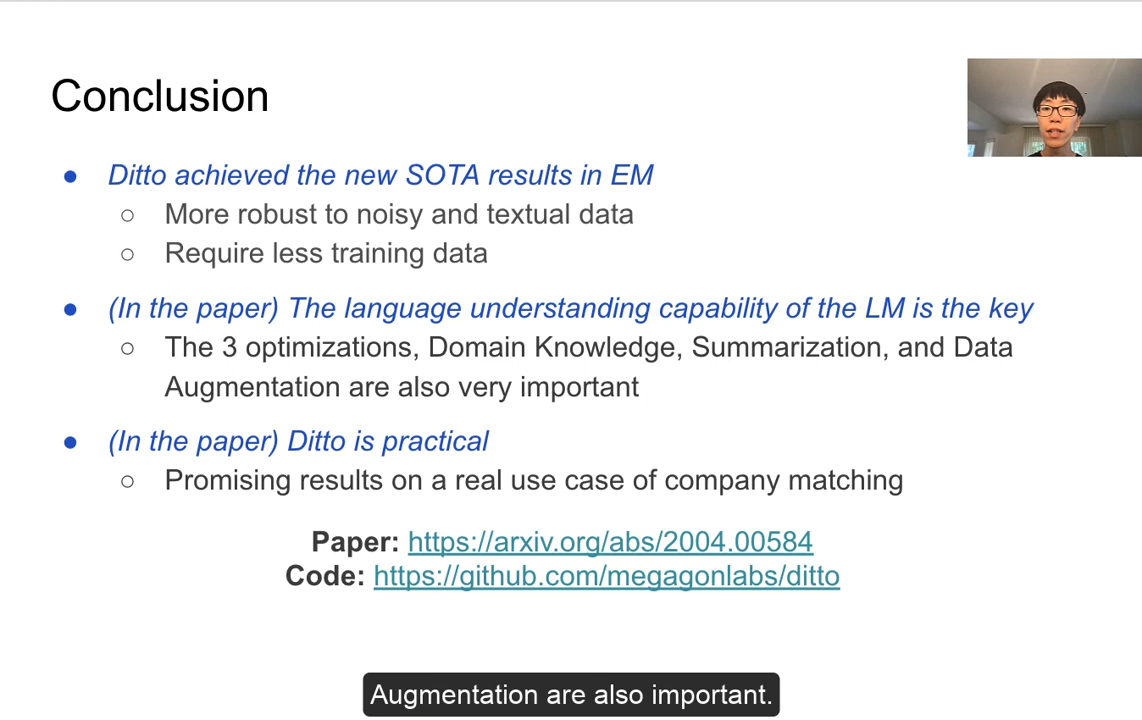 Conclusion
● Ditto achieved the new SOTA results in EM
○ More robust to noisy and textual data
○ Require less training data
● (In the paper) The language understanding capability of the LM is the key
○ The 3 optimizations, Domain Knowledge, Summarization, and Data
Augmentation are also very important
● (In the paper) Ditto is practical
○ Promising results on a real use case of company matching
Paper: https://arxiv.org/abs/2004.00584
Code: https://github.com/megagonlabs/ditto
Augmentation are also important.